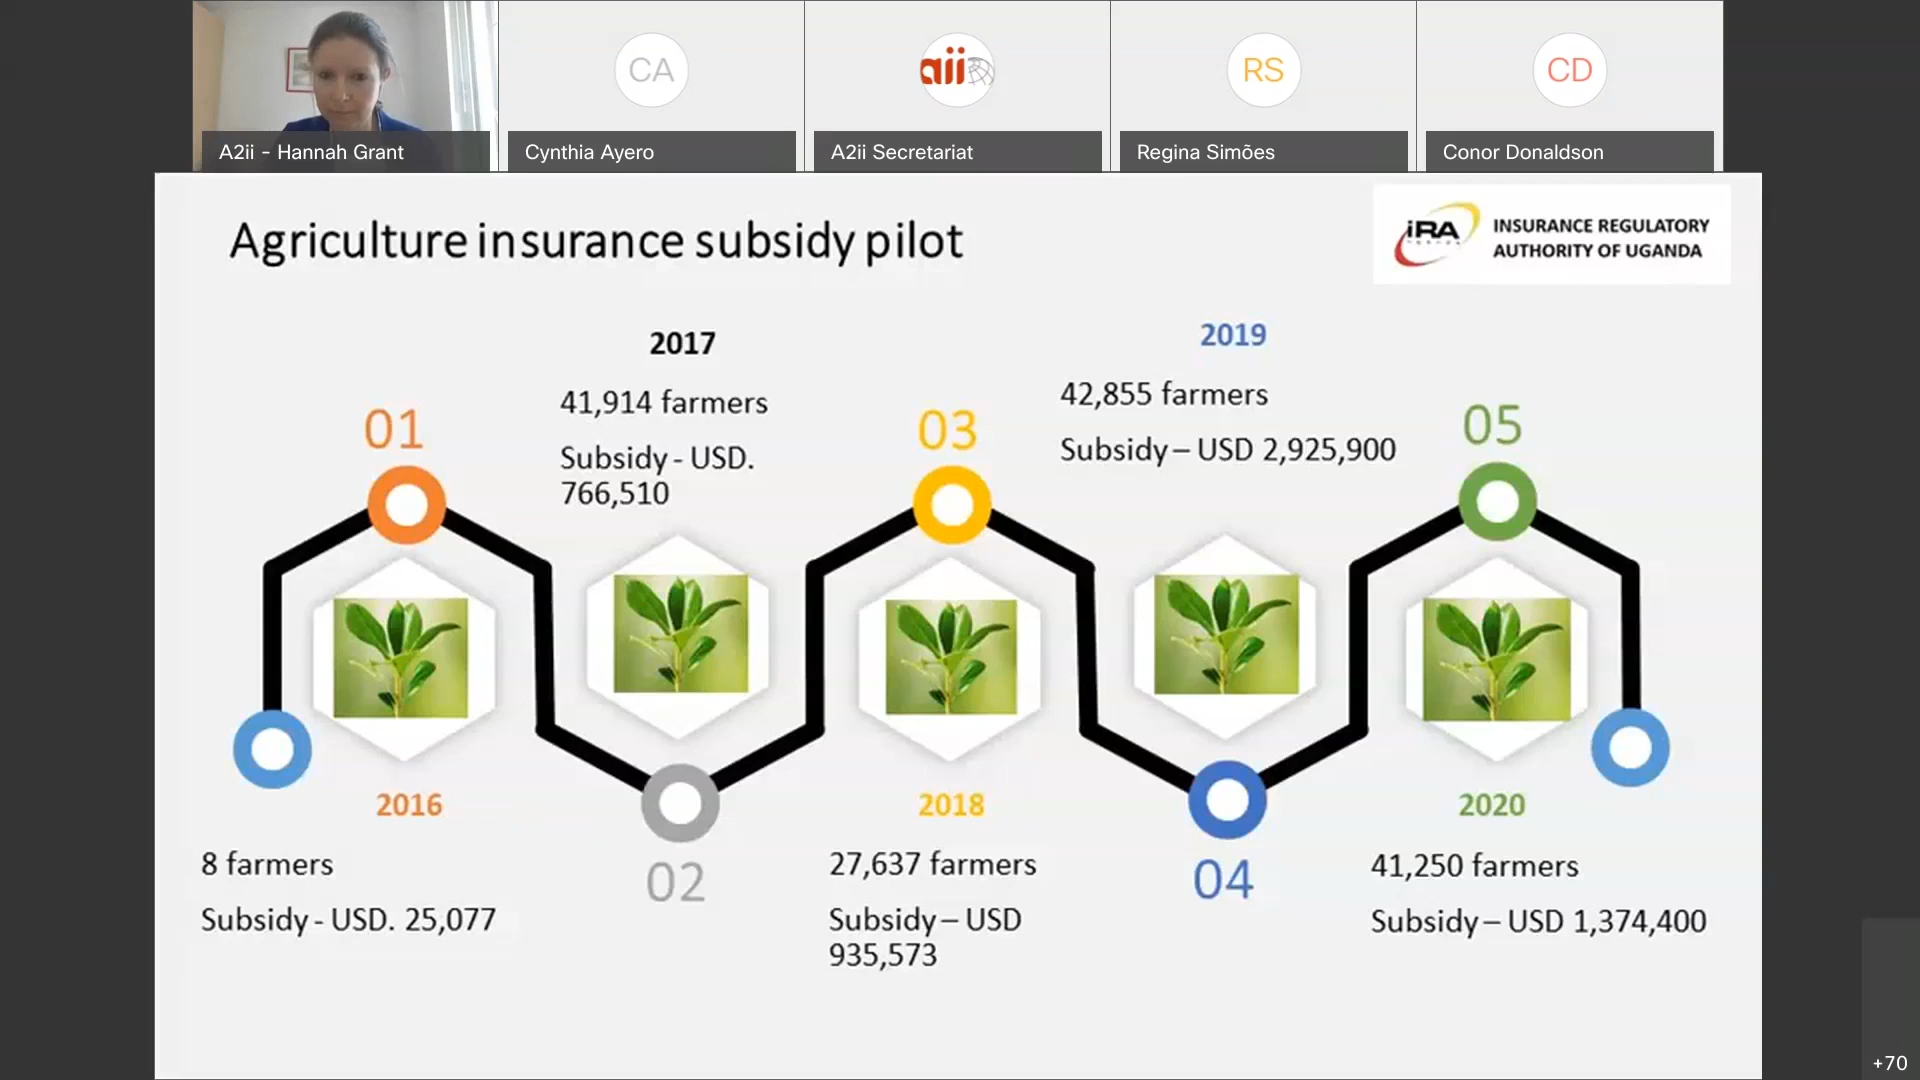 CA
aii
RS
CD
A2ii - Hannah Grant
Cynthia Ayero
A2ii Secretariat
Regina Simões
Conor Donaldson
Agriculture insurance subsidy pilot
iRA
INSURANCE REGULATORY
AUTHORITY OF UGANDA
01
2016
8 farmers
Subsidy - USD. 25,077
2017
41,914 farmers
Subsidy - USD.
766,510
02
03
2018
27,637 farmers
Subsidy – USD
935,573
2019
42,855 farmers
Subsidy – USD 2,925,900
04
05
2020
41,250 farmers
Subsidy – USD 1,374,400
+70